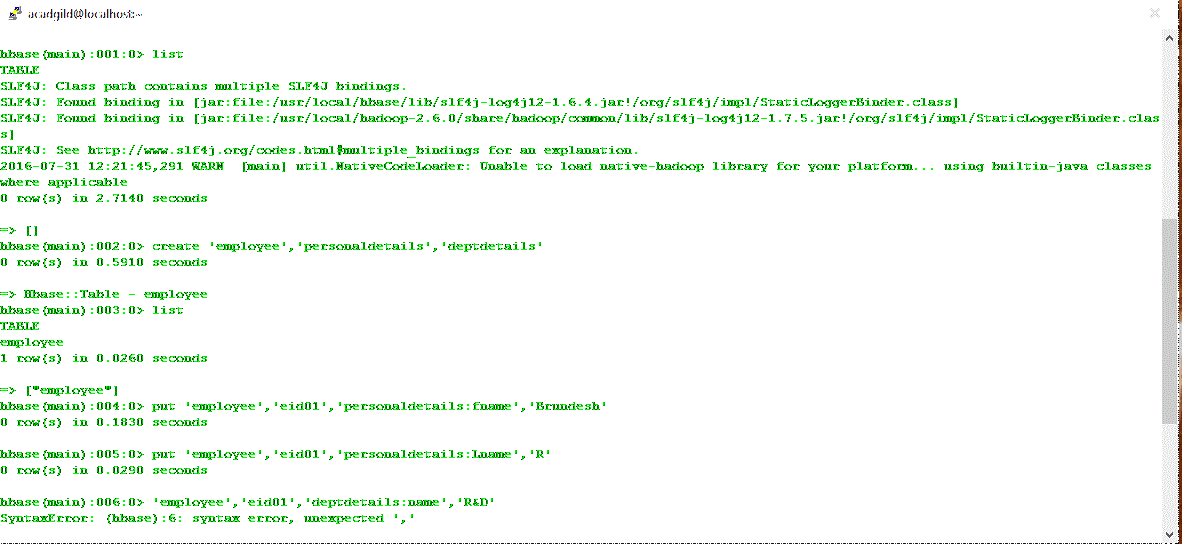 acadgild@localhost:~
hbase(main):001:0> list
TABLE
SLF4J: Class path contains multiple SLF4J bindings.
SLF4J: Found binding in [jar:file:/usr/local/hbase/lib/slf4j-log4j12-1.6.4.jar!/org/slf4j/impl/StaticLoggerBinder.class]
SLF4J: Found binding in [jar:file:/usr/local/hadoop-2.6.0/share/hadoop/common/lib/slf4j-log4j12-1.7.5.jar!/org/slf4j/impl/StaticLoggerBinder.clas
s]
SLF4J: See http://www.slf4j.org/codes.html#multiple_bindings for an explanation.
2016-07-31 12:21:45,291 WARN  [main] util.NativeCodeLoader: Unable to load native-hadoop library for your platform... using builtin-java classes
where applicable
0 row(s) in 2.7140 seconds
=> []
hbase(main):002:0> create 'employee','personaldetails','deptdetails'
0 row(s) in 0.5910 seconds
=> Hbase::Table - employee
hbase(main):003:0> list
TABLE
employee
1 row(s) in 0.0260 seconds
=> ["employee"]
hbase(main):004:0> put 'employee','eid01','personaldetails:fname','Brundesh'
0 row(s) in 0.1830 seconds
hbase(main):005:0> put 'employee','eid01','personaldetails:Lname','R'
0 row(s) in 0.0290 seconds
hbase(main):006:0> 'employee','eid01','deptdetails:name','R&D'
SyntaxError: (hbase):6: syntax error, unexpected ','